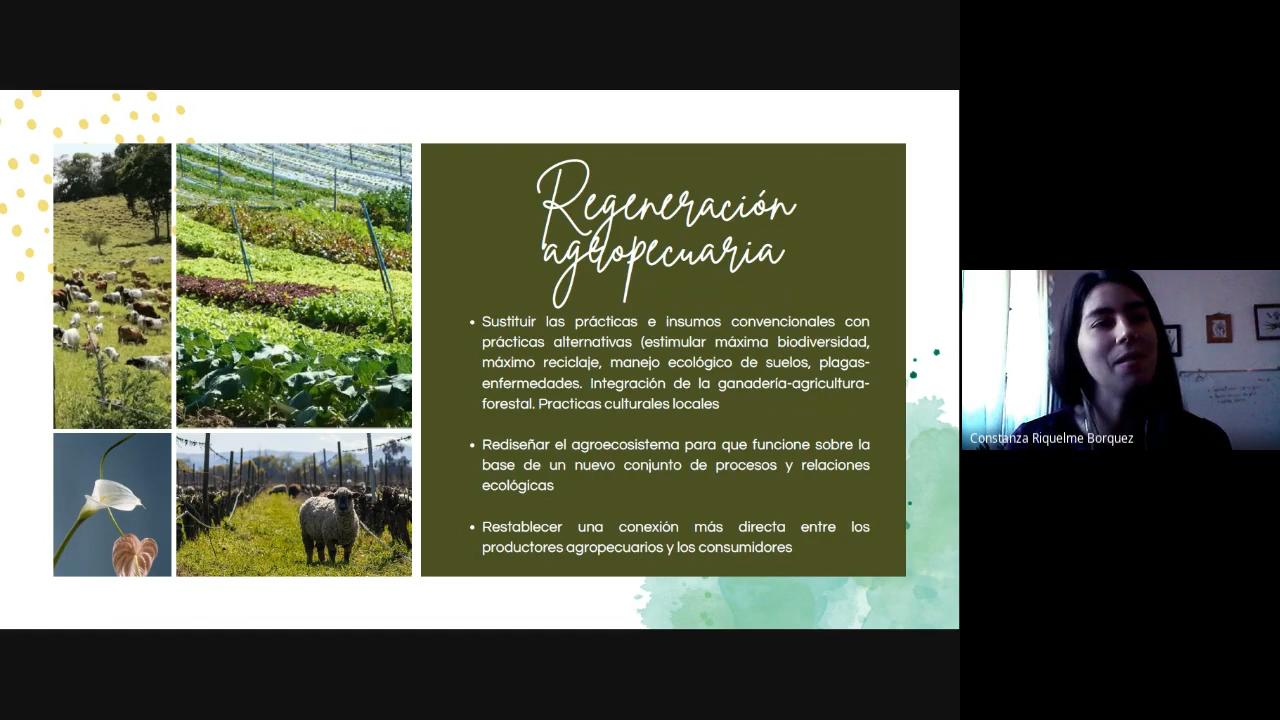 Regeneración
agropecuaria
• Sustituir las prácticas e insumos convencionales con
prácticas alternativas (estimular máxima biodiversidad,
máximo reciclaje, manejo ecológico de suelos, plagas-
enfermedades. Integración de la ganadería-agricultura-
forestal. Practicas culturales locales
• Rediseñar el agroecosistema para que funcione sobre la
base de un nuevo conjunto de procesos y relaciones
ecológicas
• Restablecer una conexión más directa entre los
productores agropecuarios y los consumidores
Constanza Riquelme Borquez